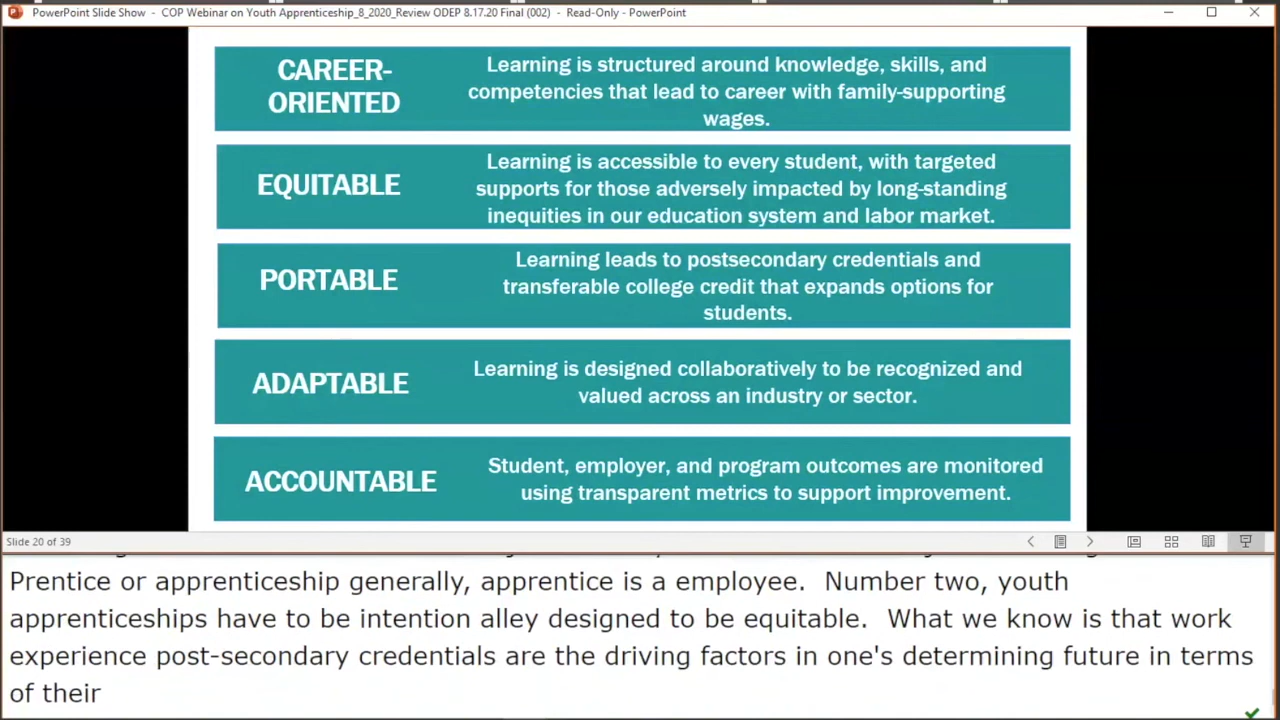 PowerPoint Slide Show - COP Webinar on Youth Apprenticeship_8_2020_Review ODEP 8.17.20 Final (002) - Read-Only - PowerPoint
CAREER-
ORIENTED
Learning is structured around knowledge, skills, and
competencies that lead to career with family-supporting
wages.
EQUITABLE
Learning is accessible to every student, with targeted
supports for those adversely impacted by long-standing
inequities in our education system and labor market.
PORTABLE
Learning leads to postsecondary credentials and
transferable college credit that expands options for
students.
ADAPTABLE
Learning is designed collaboratively to be recognized and
valued across an industry or sector.
ACCOUNTABLE
Student, employer, and program outcomes are monitored
using transparent metrics to support improvement.
Slide 20 of 39
Prentice or apprenticeship generally, apprentice is a employee.  Number two, youth
apprenticeships have to be intention alley designed to be equitable.  What we know is that work
experience post-secondary credentials are the driving factors in one's determining future in terms
of their